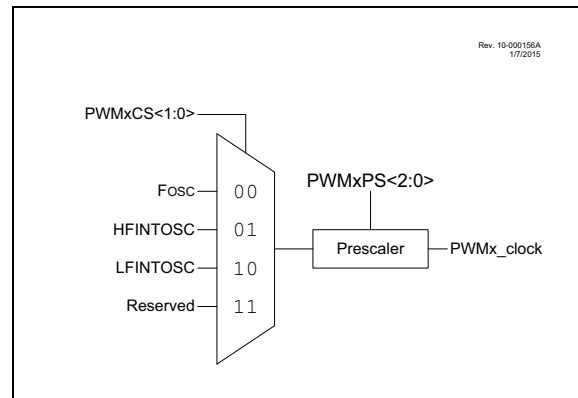 Rev. 10-000156A
1/7/2015
PWMxCS<1:0>
PWMxPS<2:0>
FOSC
00
HFINTOSC
01
LFINTOSC
10
Reserved
11
Prescaler
PWMx_clock